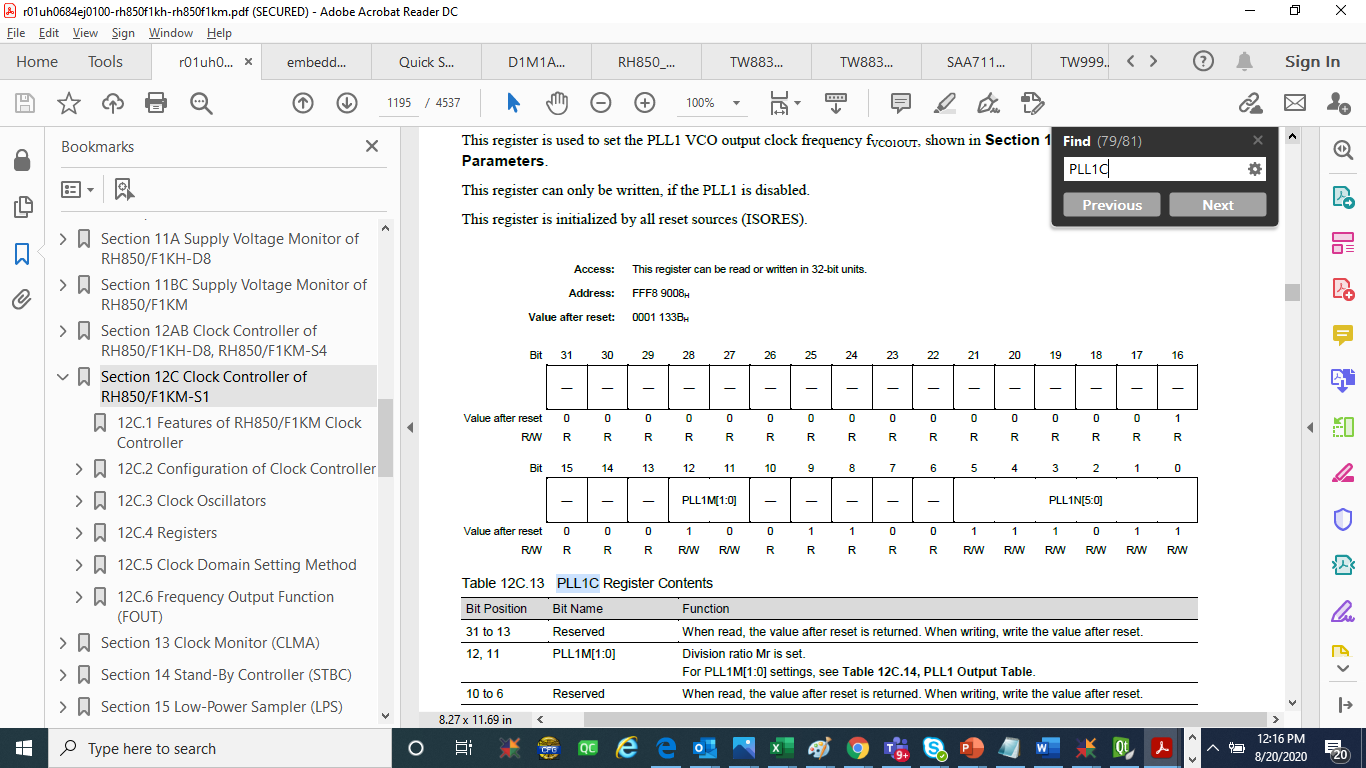 r01uh0684ej0100-rh850f1kh-rh850f1km.pdf (SECURED) - Adobe Acrobat Reader DC
File Edit View Sign Window Help
Home Tools r01uh0... × embedd... Quick S... D1M1A... RH850_... TW883... TW883... SAA711... TW999... Sign In
1195 / 4537 100%
Bookmarks
Section 11A Supply Voltage Monitor of
RH850/F1KH-D8
Section 11BC Supply Voltage Monitor of
RH850/F1KM
Section 12AB Clock Controller of
RH850/F1KH-D8, RH850/F1KM-S4
Section 12C Clock Controller of
RH850/F1KM-S1
12C.1 Features of RH850/F1KM Clock
Controller
12C.2 Configuration of Clock Controller
12C.3 Clock Oscillators
12C.4 Registers
12C.5 Clock Domain Setting Method
12C.6 Frequency Output Function
(FOUT)
Section 13 Clock Monitor (CLMA)
Section 14 Stand-By Controller (STBC)
Section 15 Low-Power Sampler (LPS)
This register is used to set the PLL1 VCO output clock frequency fVCO1OUT, shown in Section 1
Parameters.
This register can only be written, if the PLL1 is disabled.
This register is initialized by all reset sources (ISORES).
Find (79/81)
PLL1C
Previous Next
Access: This register can be read or written in 32-bit units.
Address: FFF8 9008H
Value after reset: 0001 133BH
Bit 31 30 29 28 27 26 25 24 23 22 21 20 19 18 17 16
— — — — — — — — — — — — — — — —
Value after reset 0 0 0 0 0 0 0 0 0 0 0 0 0 0 0 1
R/W R R R R R R R R R R R R R R R R
Bit 15 14 13 12 11 10 9 8 7 6 5 4 3 2 1 0
— — — PLL1M[1:0] — — — — — PLL1N[5:0]
Value after reset 0 0 0 1 0 0 1 1 0 0 1 1 1 0 1 1
R/W R R R R/W R/W R R R R R R/W R/W R/W R/W R/W R/W
Table 12C.13 PLL1C Register Contents
Bit Position Bit Name Function
31 to 13 Reserved When read, the value after reset is returned. When writing, write the value after reset.
12, 11 PLL1M[1:0] Division ratio Mr is set.
For PLL1M[1:0] settings, see Table 12C.14, PLL1 Output Table.
10 to 6 Reserved When read, the value after reset is returned. When writing, write the value after reset.
8.27 x 11.69 in
Type here to search
CFG
QC
9+
Qt
12:16 PM
8/20/2020
20